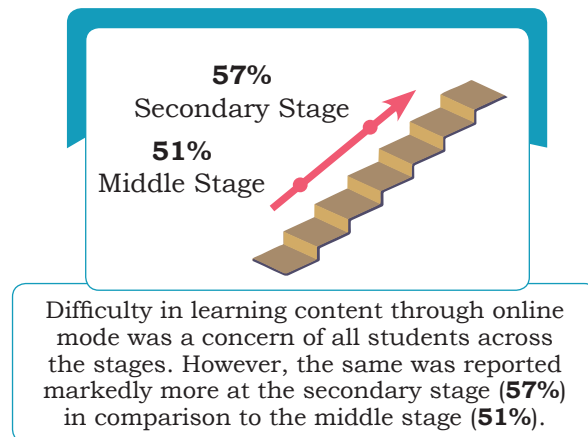 57%
Secondary Stage
51%
Middle Stage
Difficulty in learning content through online
mode was a concern of all students across
the stages. However, the same was reported
markedly more at the secondary stage (57%)
in comparison to the middle stage (51%).